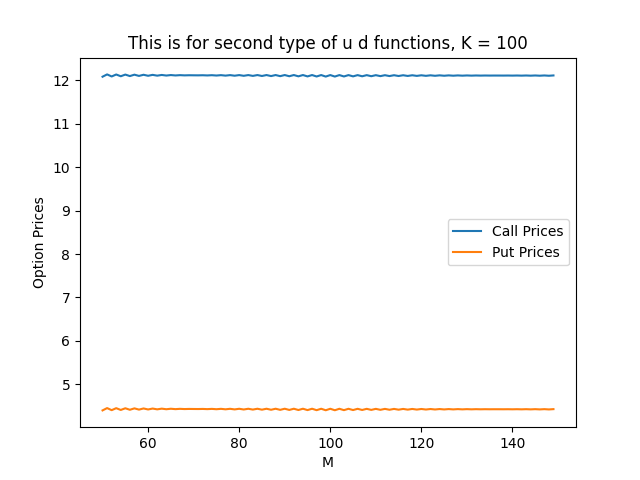 This is for second type of u d functions, K = 100
12
11
10
9
8
7
6
5
Option Prices
Call Prices
Put Prices
60 80 100 120 140
M